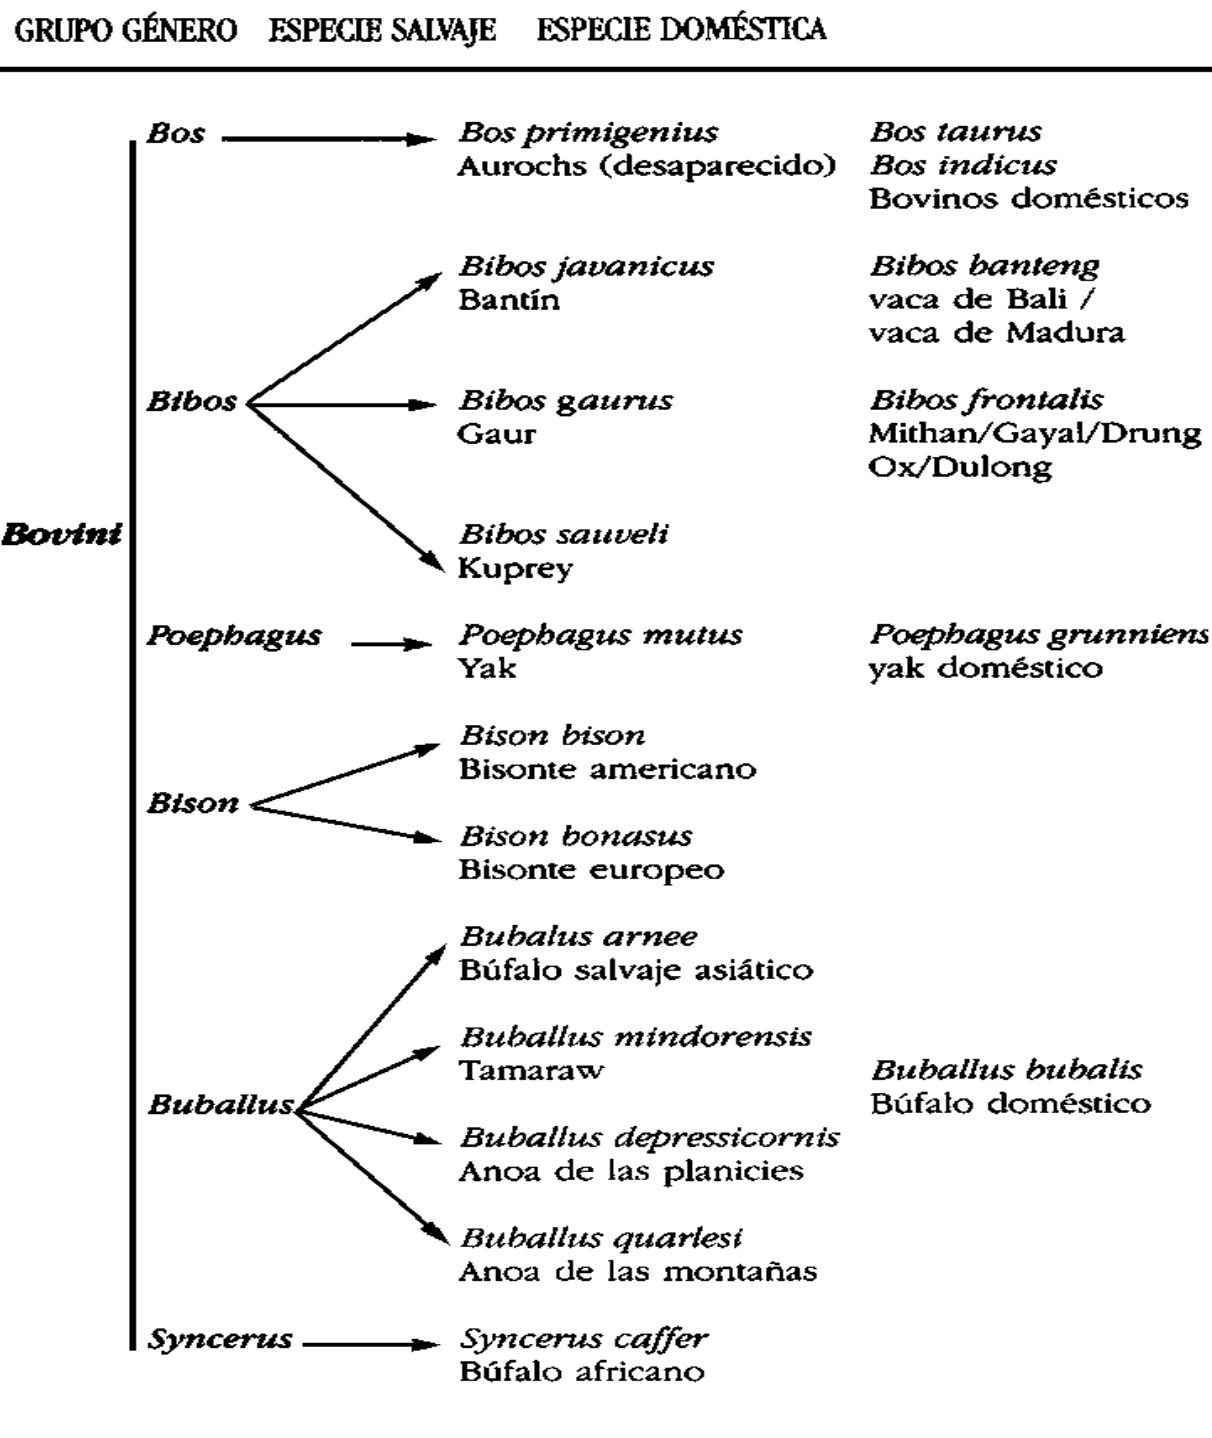 GRUPO GÉNERO ESPECIE SALVAJE ESPECIE DOMÉSTICA
Bos Bos primigenius Bos taurus
Aurochs (desaparecido) Bos indicus
Bovinos domésticos
Bibos javanicus Bibos banteng
Bantín vaca de Bali /
vaca de Madura
Bibos Bibos gaurus Bibos frontalis
Gaur Mithan/Gayal/Drung
Ox/Dulong
Bovini Bibos sauveli
Kuprey
Poephagus Poephagus mutus Poephagus grunniens
Yak yak doméstico
Bison bison
Bisonte americano
Bison
Bison bonasus
Bisonte europeo
Bubalus arnee
Búfalo salvaje asiático
Buballus mindorensis
Tamaraw Buballus bubalis
Buballus Búfalo doméstico
Buballus depressicornis
Anoa de las planicies
Buballus quarlesi
Anoa de las montañas
Syncerus Syncerus caffer
Búfalo africano